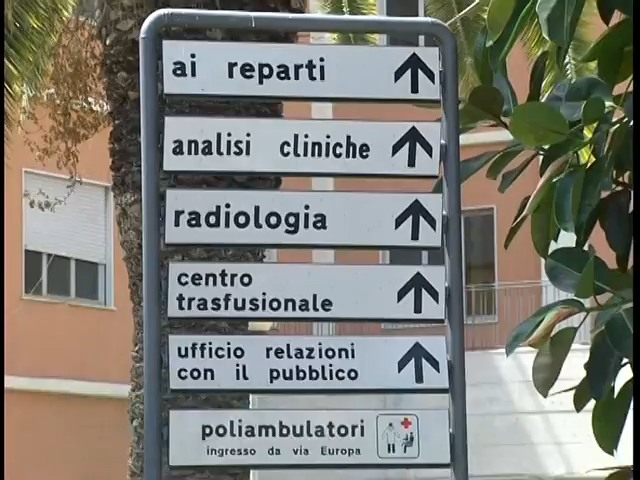 ai reparti
analisi cliniche
radiologia
centro
trasfusionale
ufficio relazioni
con il pubblico
poliambulatori
ingresso da via Europa